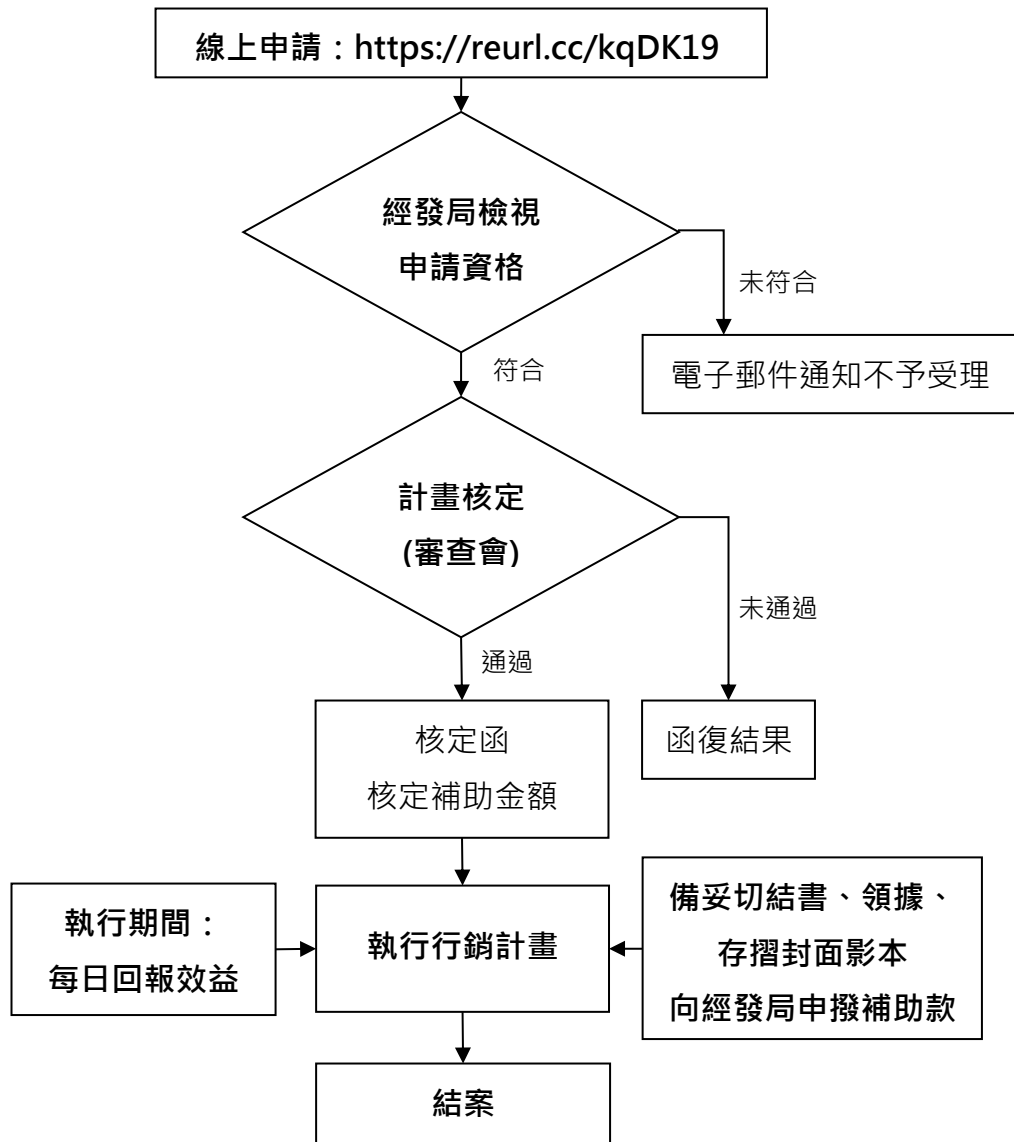 線上申請：https://reurl.cc/kqDK19
經發局檢視
申請資格
未符合
符合
電子郵件通知不予受理
計畫核定
(審查會)
未通過
通過
核定函
核定補助金額
函復結果
執行期間：
每日回報效益
執行行銷計畫
備妥切結書、領據、
存摺封面影本
向經發局申撥補助款
結案